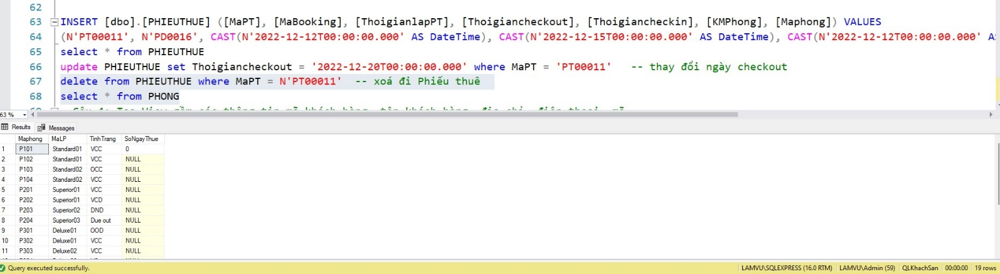 62
63 INSERT [dbo].[PHIEUTHUE] ([MaPT], [MaBooking], [ThoigianlapPT], [Thoigiancheckout], [Thoigiancheckin], [KMPhong], [Maphong]) VALUES
64 (N'PT00011', N'PD0016', CAST(N'2022-12-12T00:00:00.000' AS DateTime), CAST(N'2022-12-15T00:00:00.000' AS DateTime), CAST(N'2022-12-12T00:00:00.000'
65 select * from PHIEUTHUE
66 update PHIEUTHUE set Thoigiancheckout = '2022-12-20T00:00:00.000' where MaPT = 'PT00011' -- thay đổi ngày checkout
67 delete from PHIEUTHUE where MaPT = N'PT00011' -- xoá đi Phiếu thuê
68 select * from PHONG
63 %
Results Messages
Maphong MaLP TinhTrang SoNgayThue
1 P101 Standard01 VCC 0
2 P102 Standard01 VCC NULL
3 P103 Standard02 OCC NULL
4 P104 Standard02 VCC NULL
5 P201 Superior01 VCC NULL
6 P202 Superior01 VCD NULL
7 P203 Superior02 DND NULL
8 P204 Superior03 Due out NULL
9 P301 Deluxe01 OOD NULL
10 P302 Deluxe01 VCC NULL
11 P303 Deluxe02 VCC NULL
Query executed successfully. LAMVU\SQLEXPRESS (16.0 RTM) LAMVU\Admin (59) QLKhachSan 00:00:00 19 rows